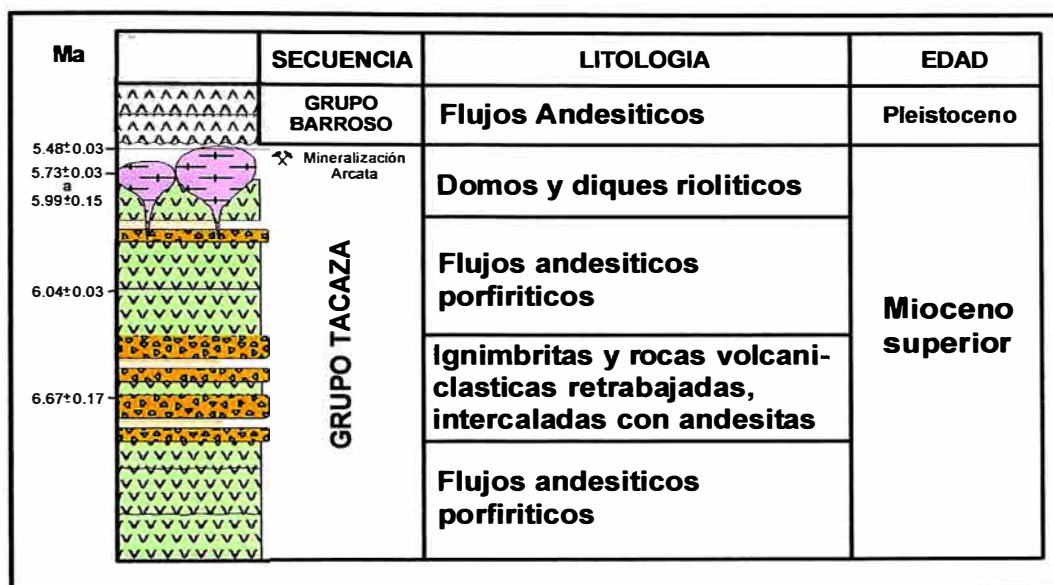 Ma
SECUENCIA
LITOLOGIA
EDAD
GRUPO
BARROSO
Flujos Andesiticos
Pleistoceno
5.48±0.03
5.73±0.03
a
5.99±0.15
6.04±0.03
6.67±0.17
Mineralización
Arcata
GRUPO TACAZA
Domos y diques rioliticos
Flujos andesiticos
porfiriticos
Ignimbritas y rocas volcani-
clasticas retrabajadas,
intercaladas con andesitas
Flujos andesiticos
porfiriticos
Mioceno
superior